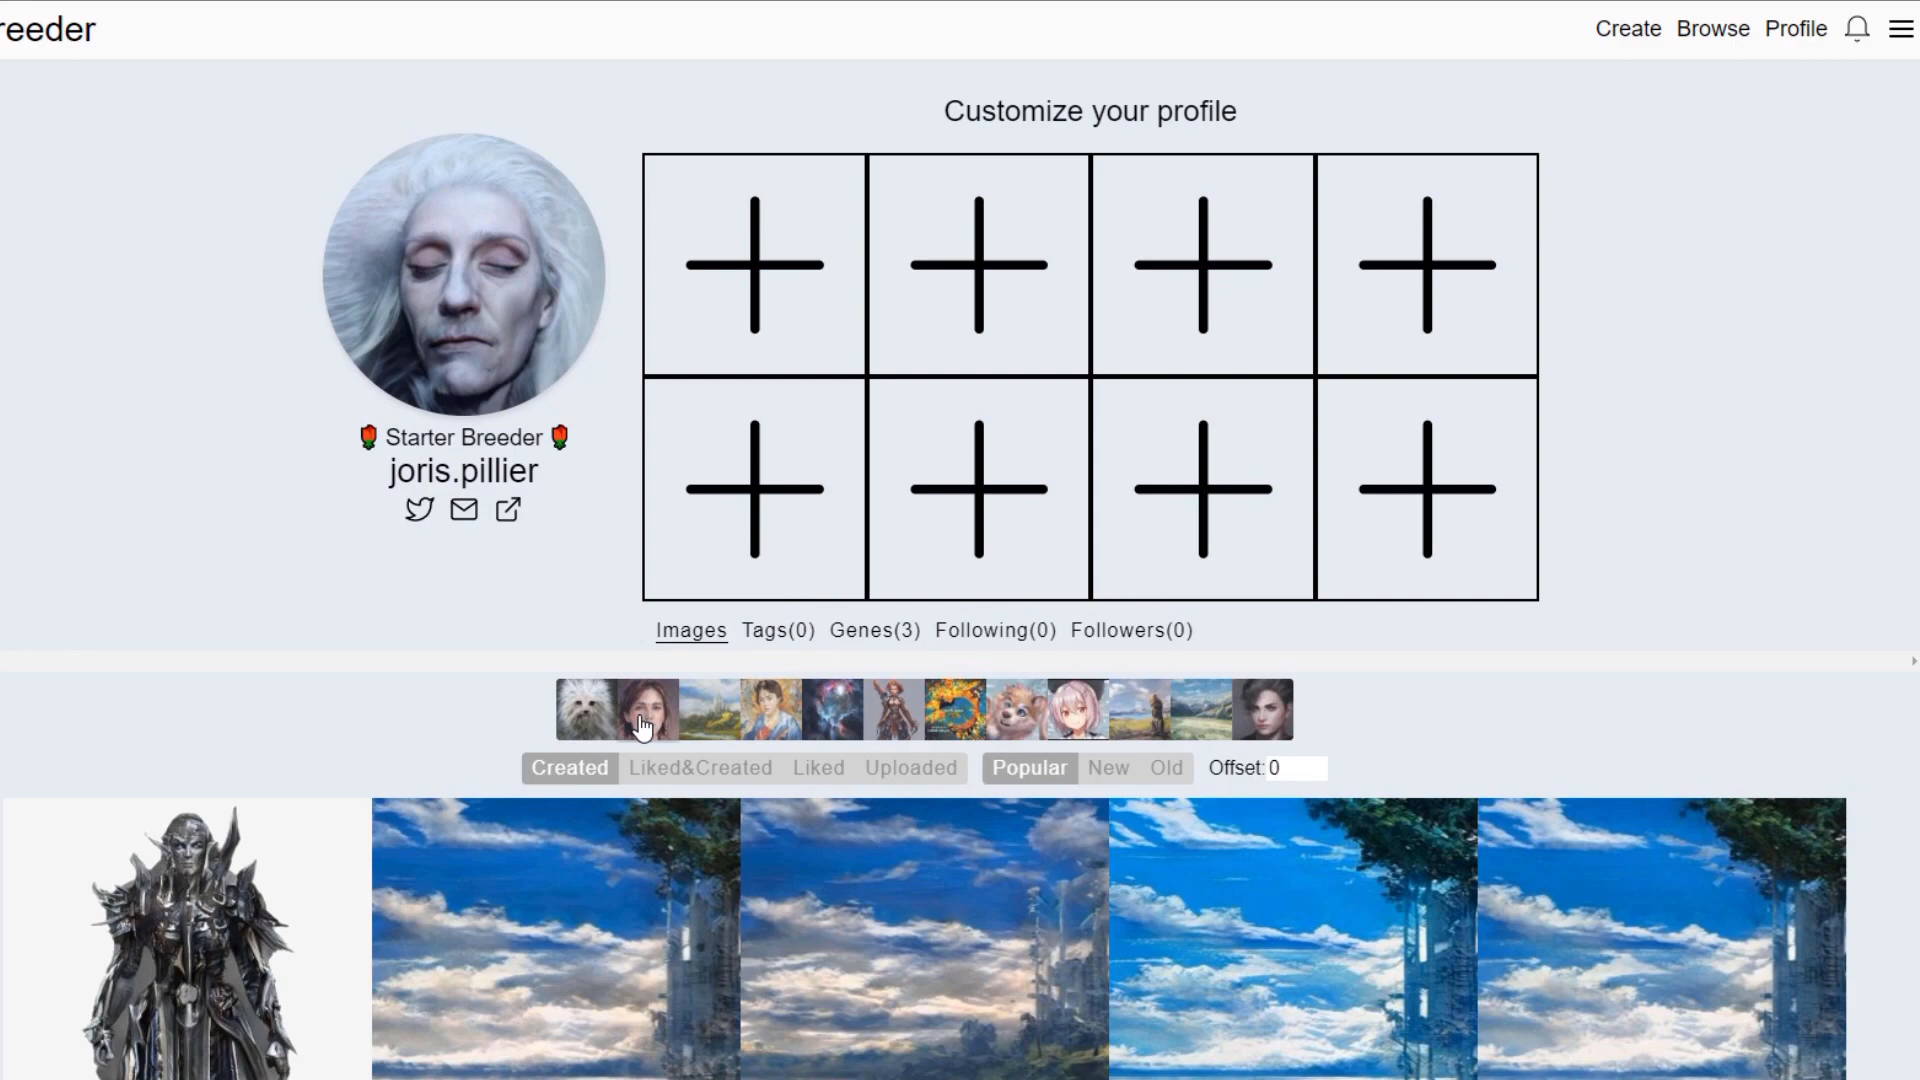 reeder
Create Browse Profile
Customize your profile
Starter Breeder
joris.pillier
Images Tags(0) Genes(3) Following(0) Followers(0)
Created Liked&Created Liked Uploaded Popular New Old Offset: 0